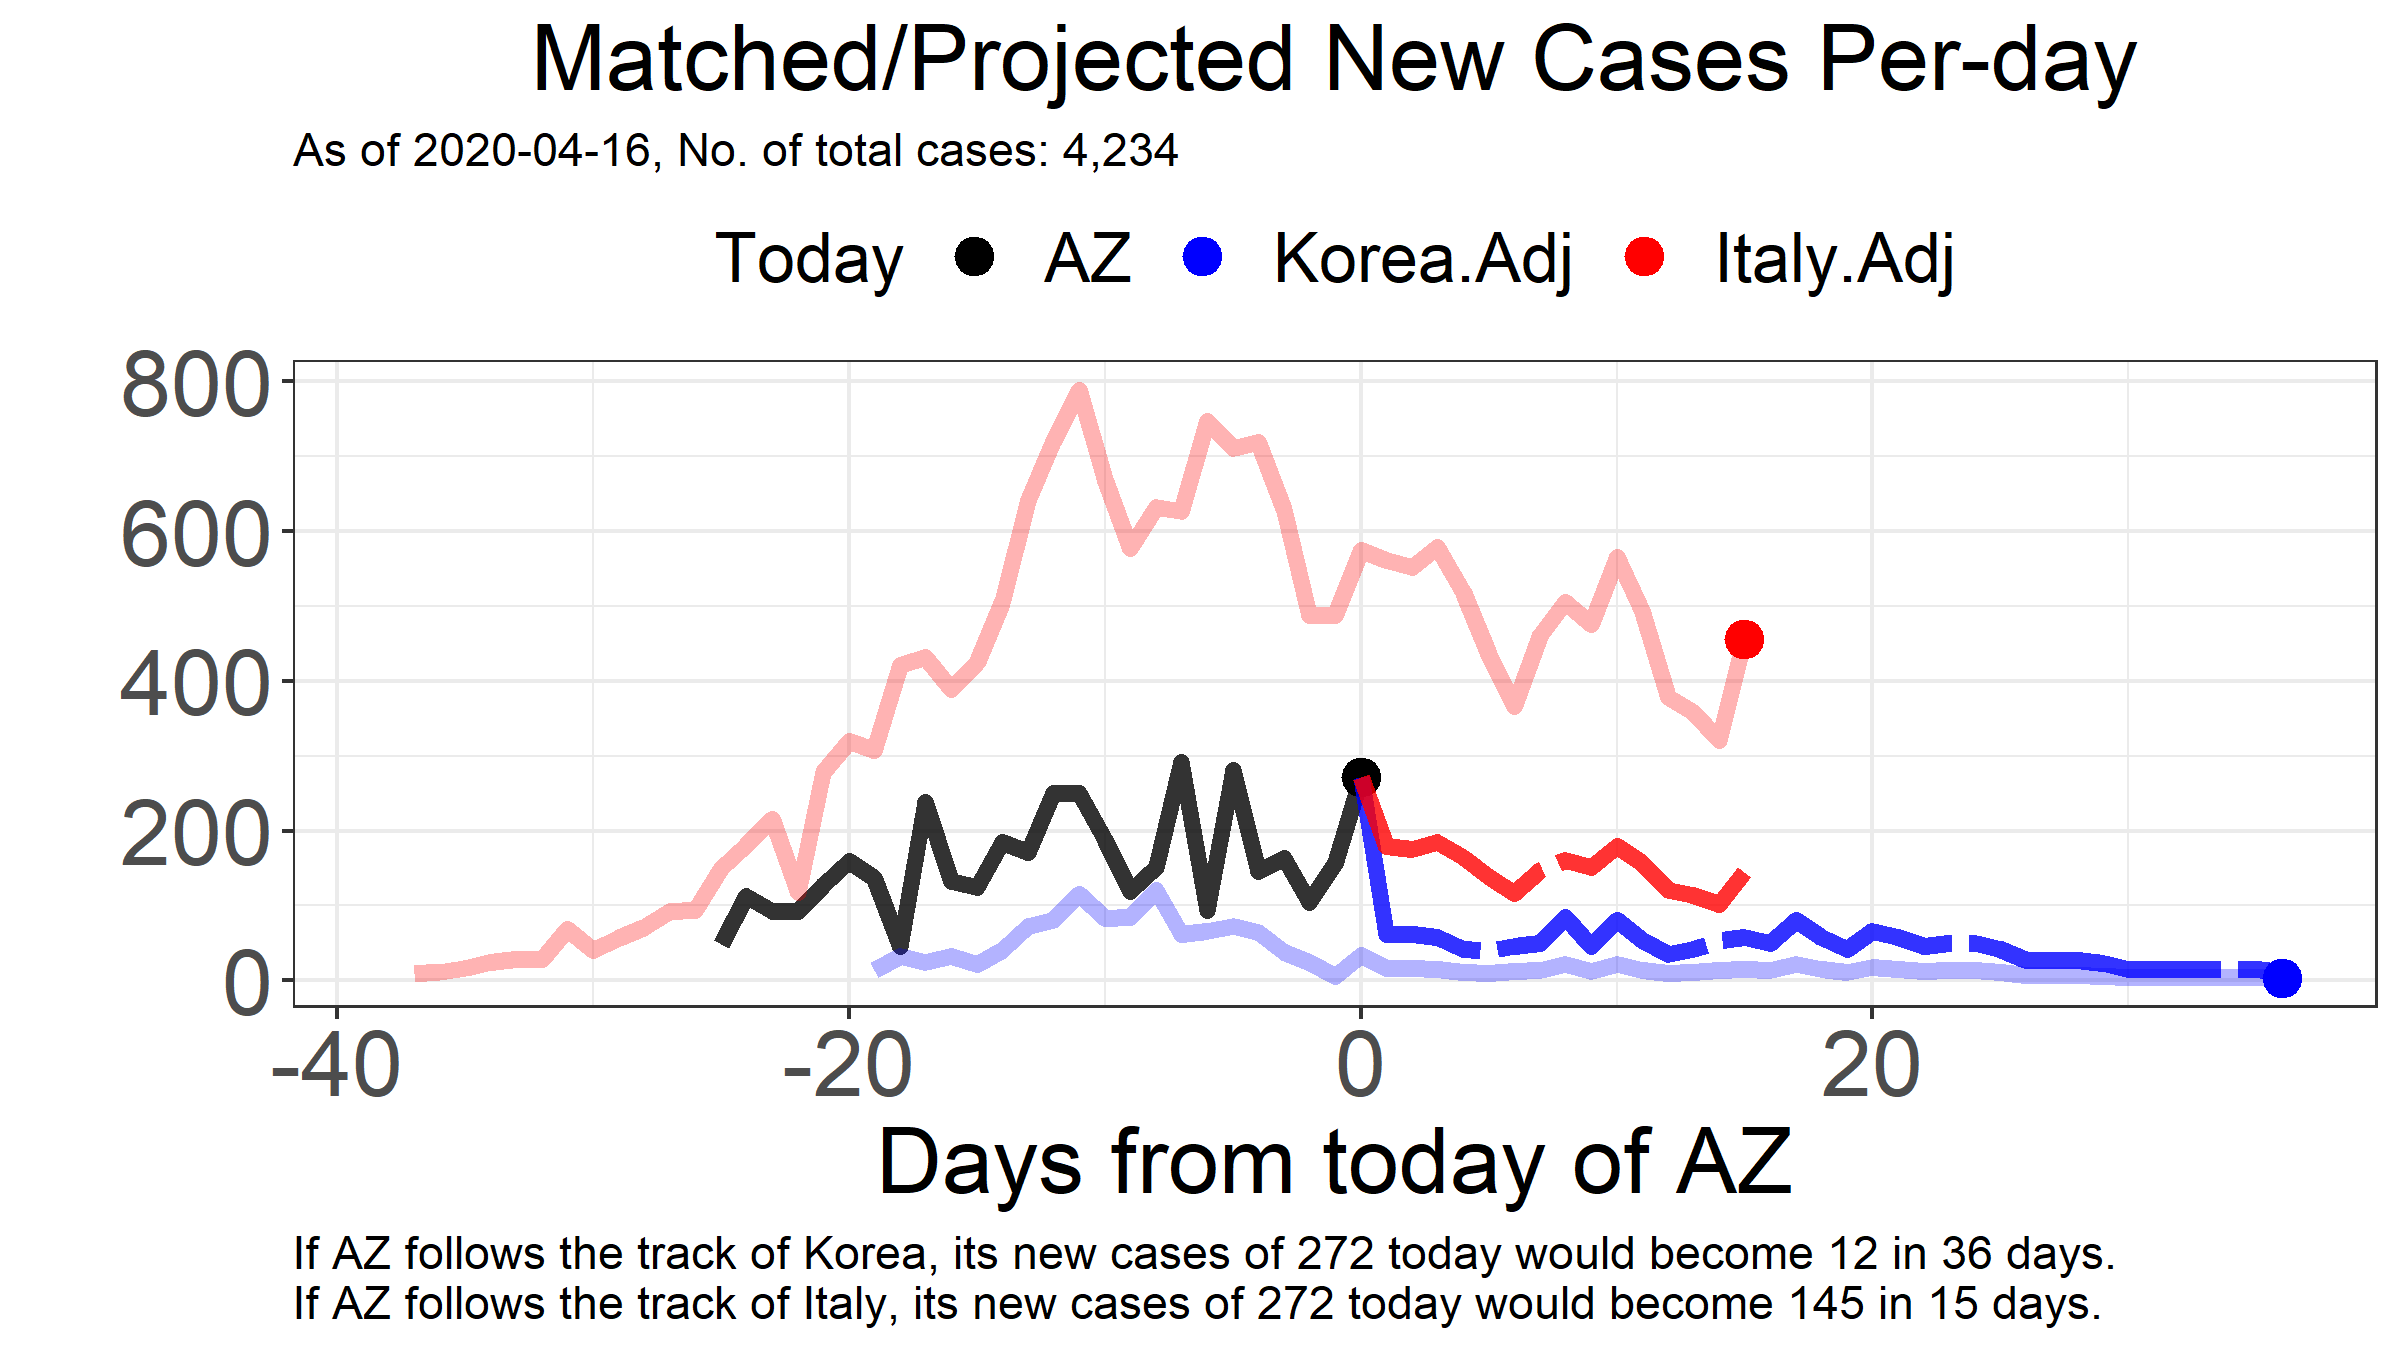 Matched/Projected New Cases Per-day
As of 2020-04-16, No. of total cases: 4,234
Today AZ Korea.Adj Italy.Adj
800
600
400
200
0
-40 -20 0 20
Days from today of AZ
If AZ follows the track of Korea, its new cases of 272 today would become 12 in 36 days.
If AZ follows the track of Italy, its new cases of 272 today would become 145 in 15 days.